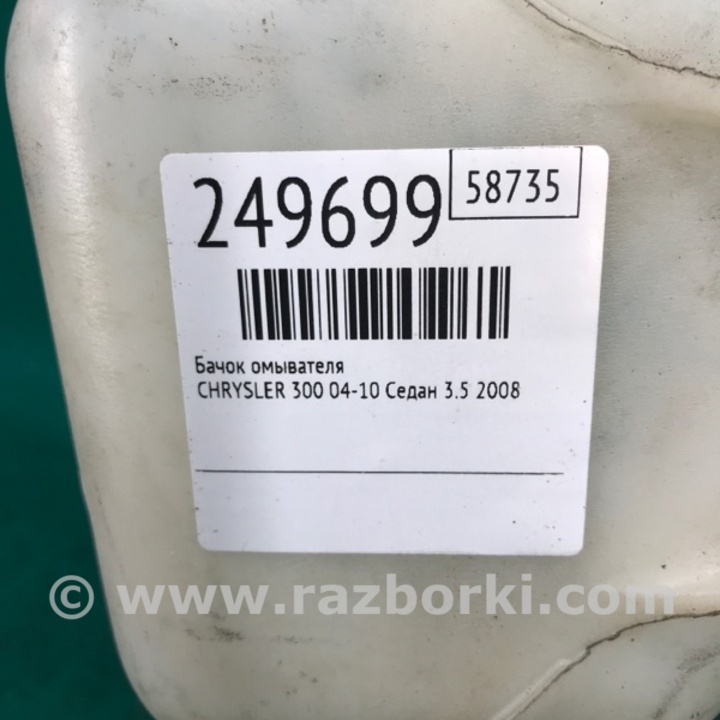 249699
58735
Бачок омывателя
CHRYSLER 300 04-10 Седан 3.5 2008
© www.razborki.com